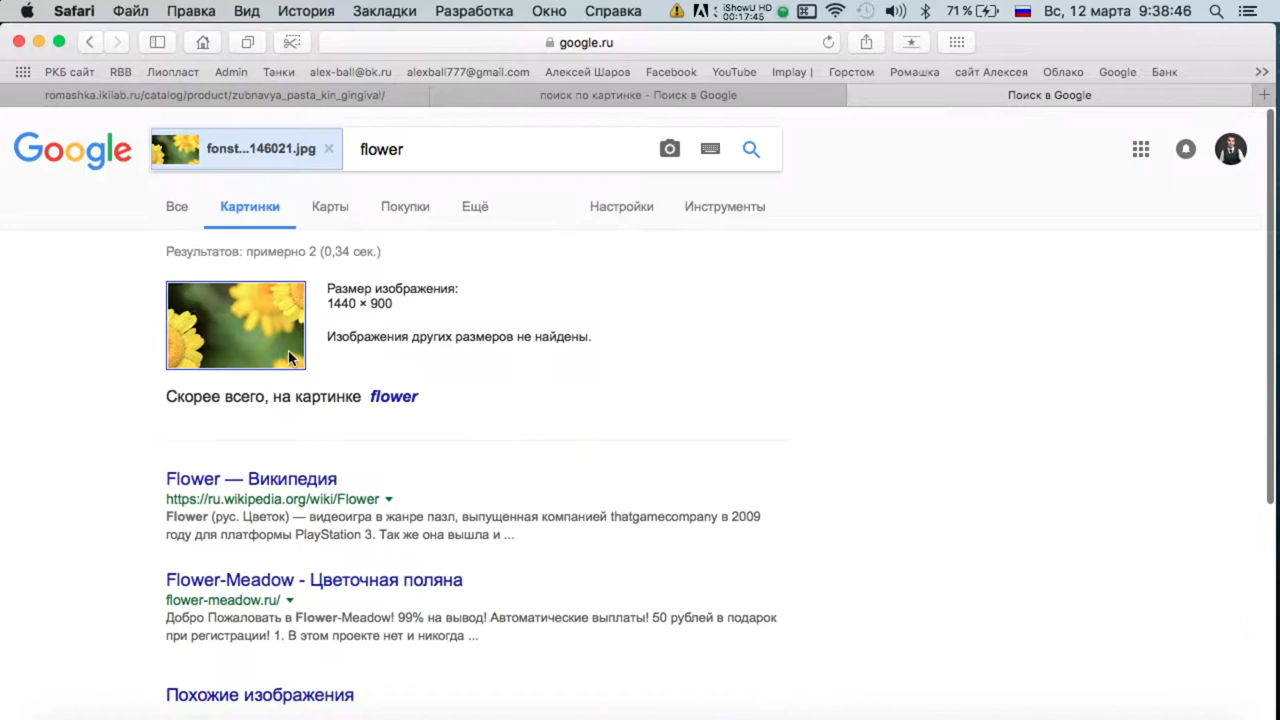 Safari Файл Правка Вид История Закладки Разработка Окно Справка iShowU HD 00:17:45 71 % Вс, 12 марта 9:38:46
google.ru
РКБ сайт RBB Лиопласт Admin Танки alex-ball@bk.ru alexball777@gmail.com Алексей Шаров Facebook YouTube Implay | Горстом Ромашка сайт Алексея Облако Google Банк >>
romashka.ikilab.ru/catalog/product/zubnavya_pasta_kin_gingival/ поиск по картинке - Поиск в Google Поиск в Google +
Google fonst...146021.jpg × flower
Все Картинки Карты Покупки Ещё Настройки Инструменты
Результатов: примерно 2 (0,34 сек.)
Размер изображения:
1440 × 900
Изображения других размеров не найдены.
Скорее всего, на картинке flower
Flower — Википедия
https://ru.wikipedia.org/wiki/Flower
Flower (рус. Цветок) — видеоигра в жанре пазл, выпущенная компанией thatgamecompany в 2009
году для платформы PlayStation 3. Так же она вышла и ...
Flower-Meadow - Цветочная поляна
flower-meadow.ru/
Добро Пожаловать в Flower-Meadow! 99% на вывод! Автоматические выплаты! 50 рублей в подарок
при регистрации! 1. В этом проекте нет и никогда ...
Похожие изображения